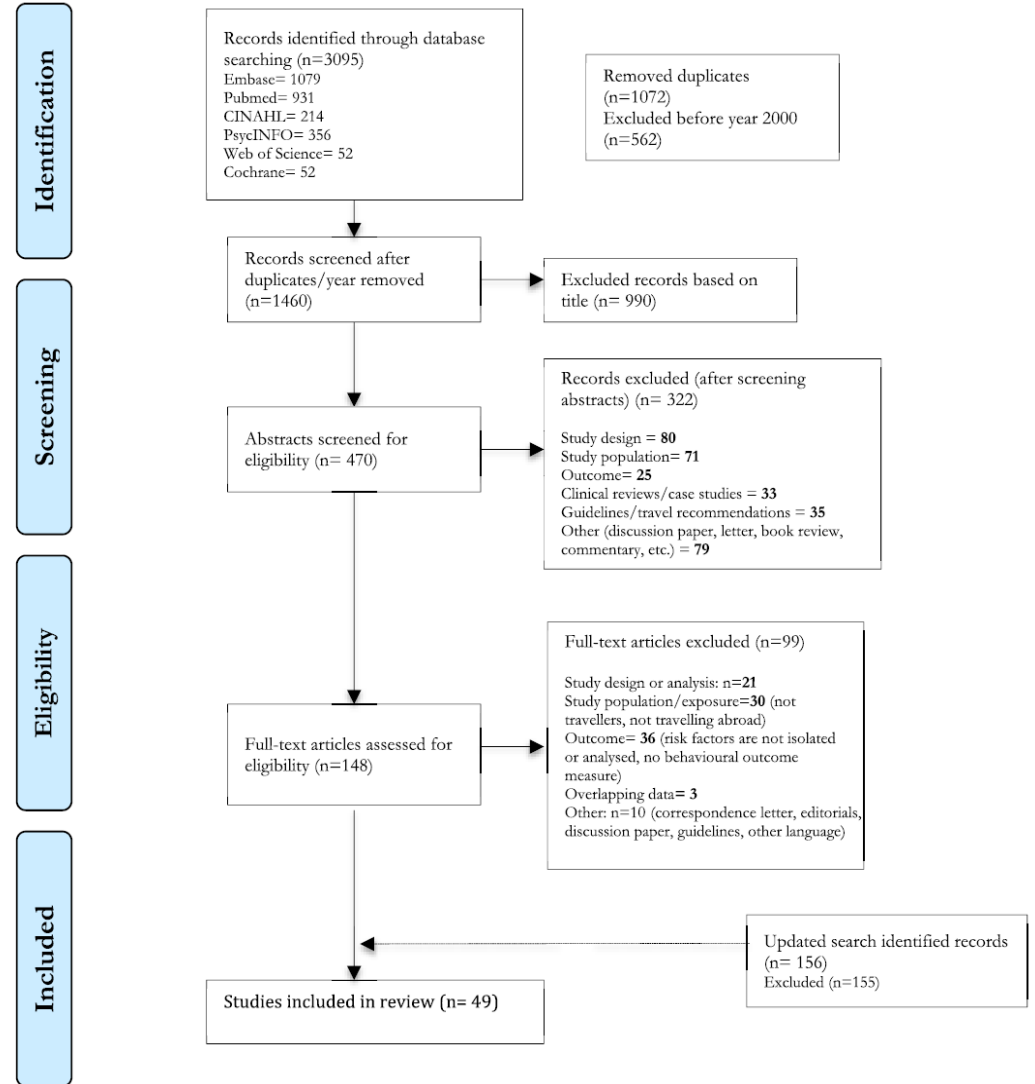 Identification
Records identified through database
searching (n=3095)
Embase= 1079
Pubmed= 931
CINAHL= 214
PsycINFO= 356
Web of Science= 52
Cochrane= 52
Removed duplicates
(n=1072)
Excluded before year 2000
(n=562)
Screening
Records screened after
duplicates/year removed
(n=1460)
Excluded records based on
title (n= 990)
Abstracts screened for
eligibility (n= 470)
Records excluded (after screening
abstracts) (n= 322)
Study design = 80
Study population= 71
Outcome= 25
Clinical reviews/case studies = 33
Guidelines/travel recommendations = 35
Other (discussion paper, letter, book review,
commentary, etc.) = 79
Eligibility
Full-text articles assessed for
eligibility (n=148)
Full-text articles excluded (n=99)
Study design or analysis: n=21
Study population/exposure=30 (not
travellers, not travelling abroad)
Outcome= 36 (risk factors are not isolated
or analysed, no behavioural outcome
measure)
Overlapping data= 3
Other: n=10 (correspondence letter, editorials,
discussion paper, guidelines, other language)
Included
Updated search identified records
(n= 156)
Excluded (n=155)
Studies included in review (n= 49)